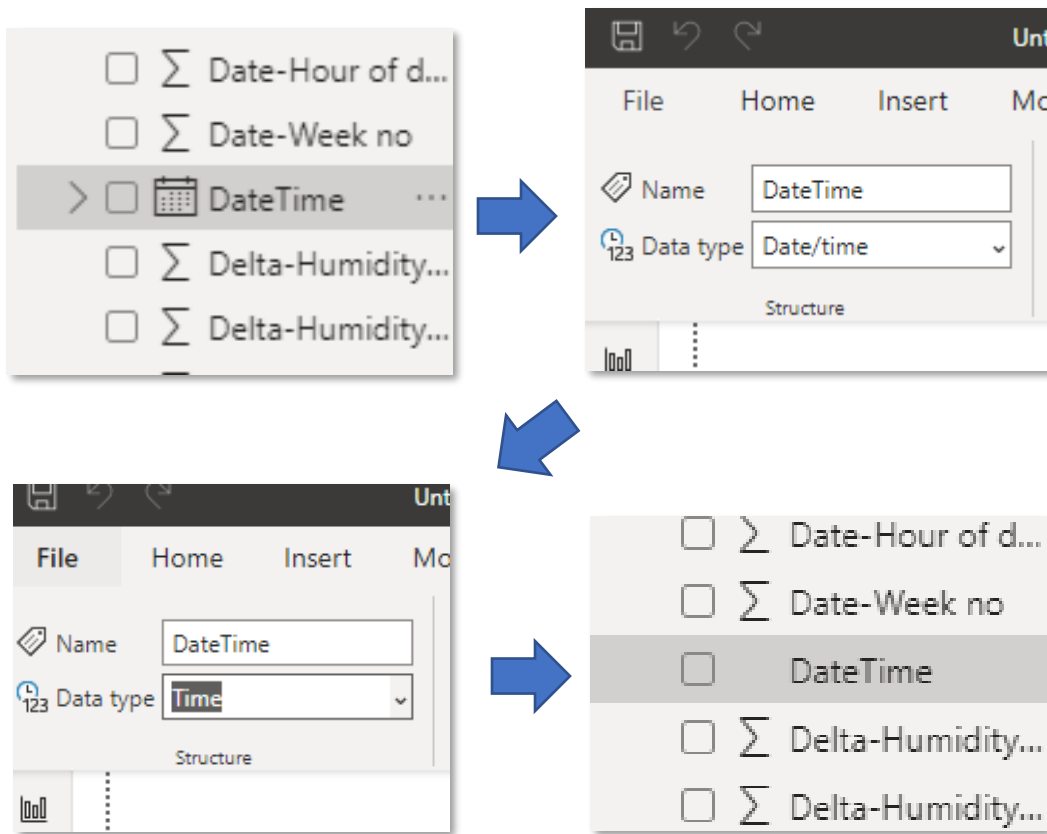 Date-Hour of d...
Date-Week no
DateTime ...
Delta-Humidity...
Delta-Humidity...
Unt
File Home Insert Mo
Name DateTime
123 Data type Date/time
Structure
Unt
File Home Insert Mo
Name DateTime
123 Data type Time
Structure
Date-Hour of d...
Date-Week no
DateTime
Delta-Humidity...
Delta-Humidity...